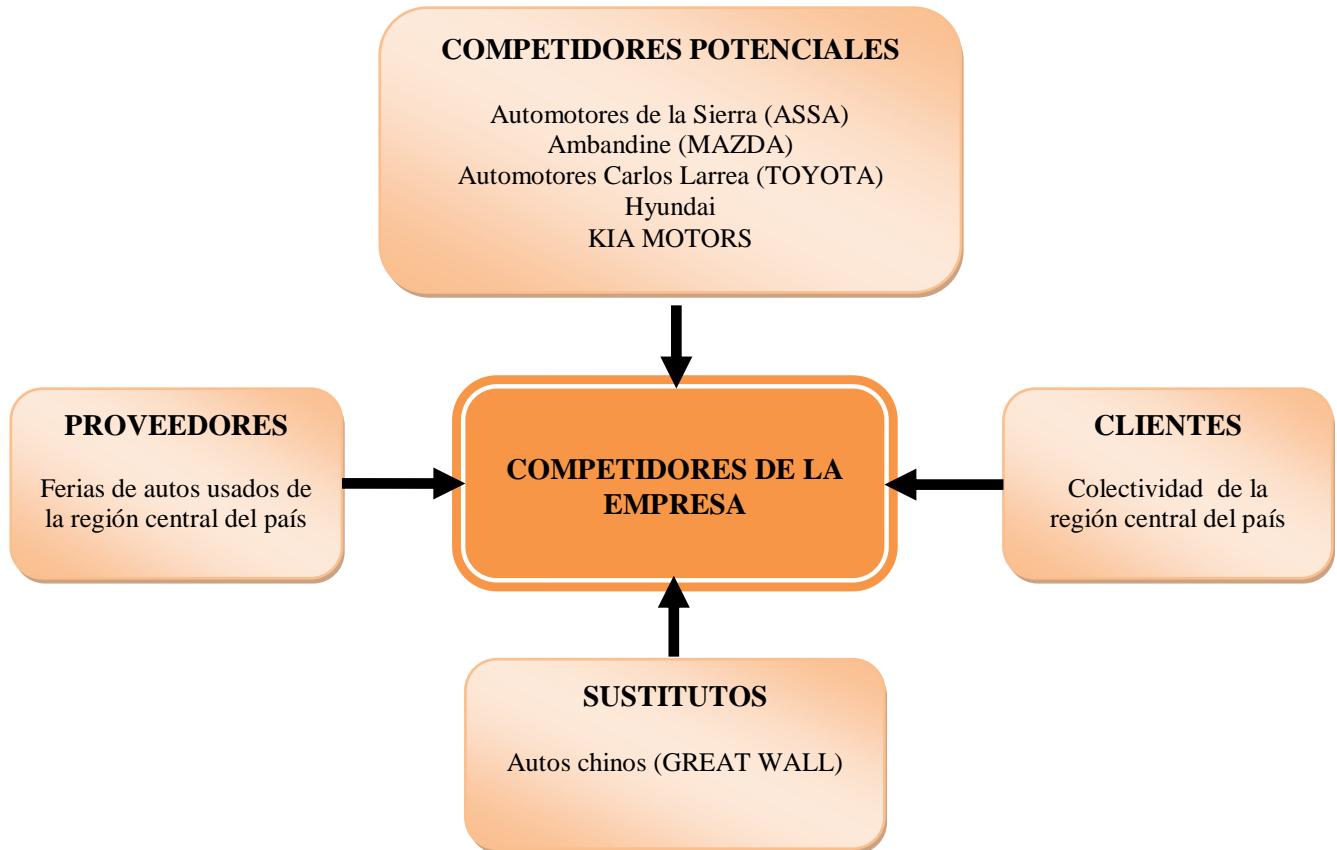 COMPETIDORES POTENCIALES
Automotores de la Sierra (ASSA)
Ambandine (MAZDA)
Automotores Carlos Larrea (TOYOTA)
Hyundai
KIA MOTORS
PROVEEDORES
Ferias de autos usados de
la región central del país
COMPETIDORES DE LA
EMPRESA
CLIENTES
Colectividad de la
región central del país
SUSTITUTOS
Autos chinos (GREAT WALL)